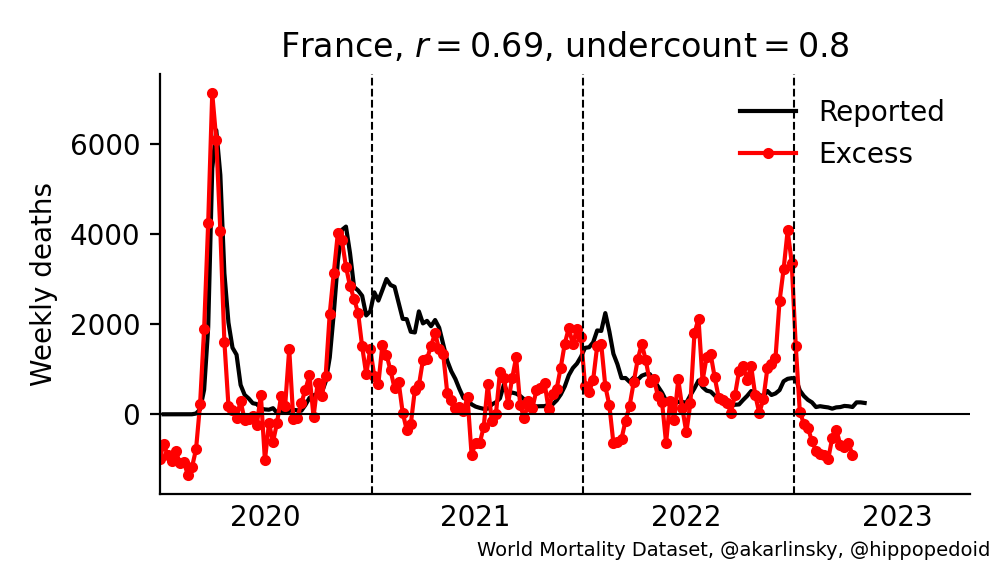 France, r = 0.69, undercount = 0.8
Reported
Excess
Weekly deaths
6000
4000
2000
0
2020 2021 2022 2023
World Mortality Dataset, @akarlinsky, @hippopedoid